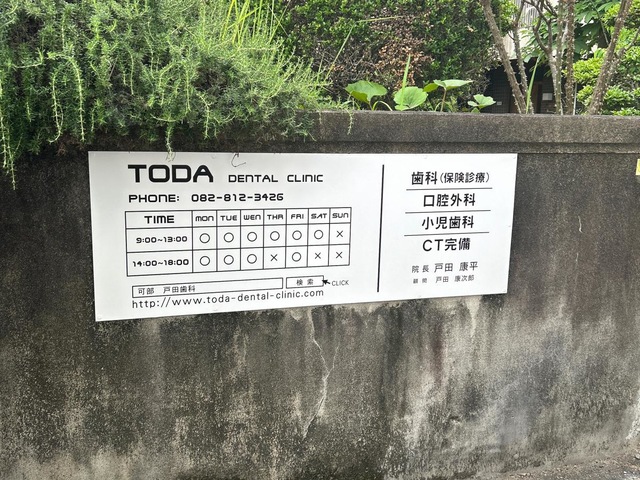 TODA DENTAL CLINIC
PHONE: 082-812-3426
TIME MON TUE WED THR FRI SAT SUN
9:00~13:00 ○ ○ ○ ○ ○ ○ ×
14:00~18:00 ○ ○ ○ × ○ × ×
可部 戸田歯科 検索 CLICK
http://www.toda-dental-clinic.com
歯科(保険診療)
口腔外科
小児歯科
CT完備
院長 戸田 康平
顧問 戸田 康次郎